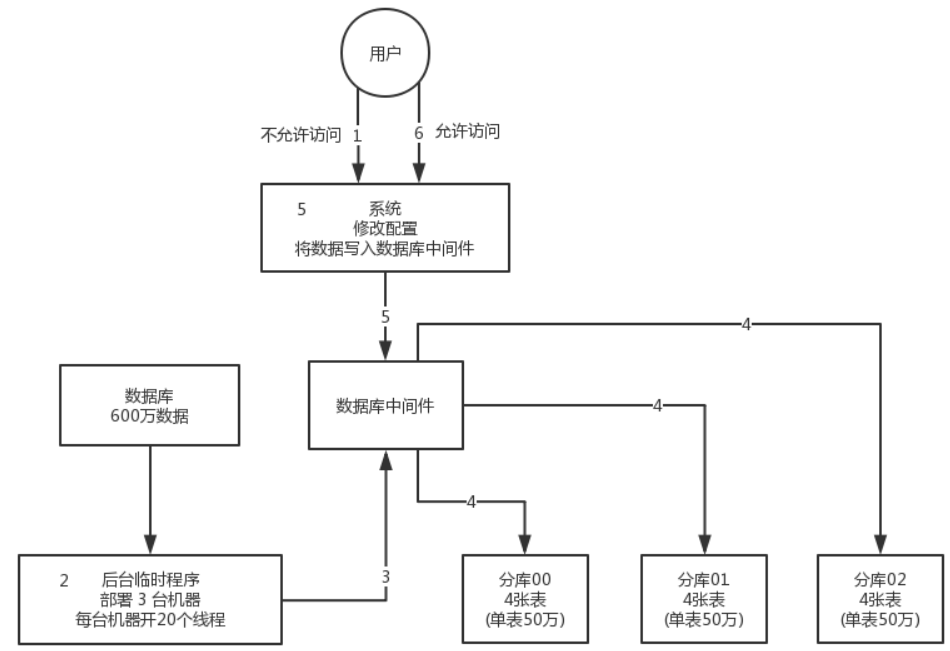 用户
不允许访问 1
6 允许访问
5 系统
修改配置
将数据写入数据库中间件
5
4
数据库
600万数据
数据库中间件
4
4
3
2 后台临时程序
部署 3 台机器
每台机器开20个线程
分库00
4张表
(单表50万)
分库01
4张表
(单表50万)
分库02
4张表
(单表50万)